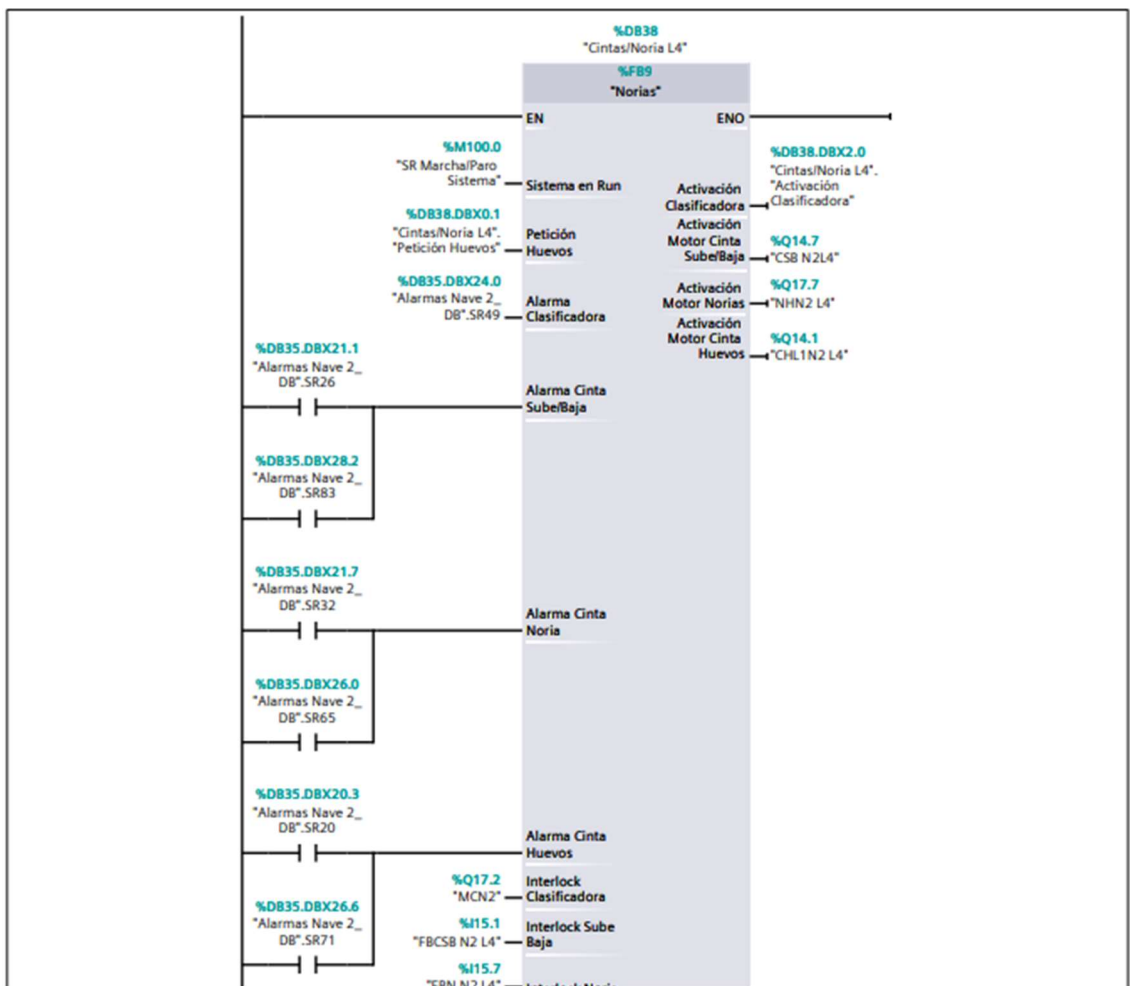 %DB38
"Cintas/Noria L4"
%FB9
"Norias"
EN
ENO
%M100.0
"SR Marcha/Paro
Sistema"
Sistema en Run
%DB38.DBX0.1
"Cintas/Noria L4".
"Petición Huevos"
Petición
Huevos
%DB35.DBX24.0
"Alarmas Nave 2_
DB".SR49
Alarma
Clasificadora
Activación
Clasificadora
%DB38.DBX2.0
"Cintas/Noria L4".
"Activación
Clasificadora"
Activación
Motor Cinta
Sube/Baja
%Q14.7
"CSB N2L4"
Activación
Motor Norias
%Q17.7
"NHN2 L4"
Activación
Motor Cinta
Huevos
%Q14.1
"CHL1N2 L4"
%DB35.DBX21.1
"Alarmas Nave 2_
DB".SR26
Alarma Cinta
Sube/Baja
%DB35.DBX28.2
"Alarmas Nave 2_
DB".SR83
%DB35.DBX21.7
"Alarmas Nave 2_
DB".SR32
Alarma Cinta
Noria
%DB35.DBX26.0
"Alarmas Nave 2_
DB".SR65
%DB35.DBX20.3
"Alarmas Nave 2_
DB".SR20
Alarma Cinta
Huevos
%DB35.DBX26.6
"Alarmas Nave 2_
DB".SR71
%Q17.2
"MCN2"
Interlock
Clasificadora
%I15.1
"FBCSB N2 L4"
Interlock Sube
Baja
%I15.7
"FBN N2 L4"
Interlock Noria